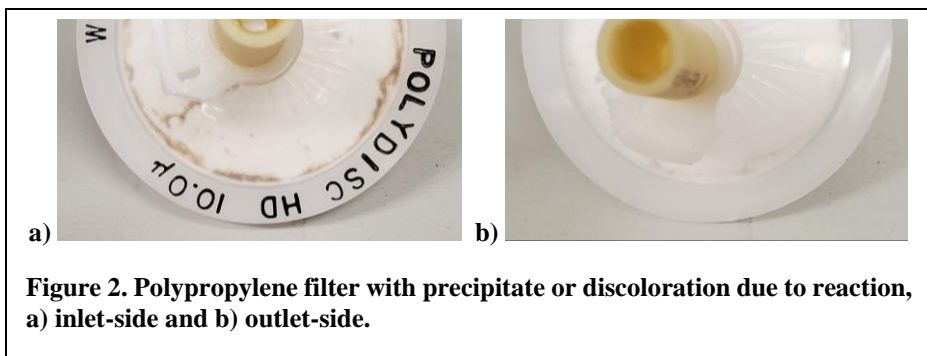 W
POLYDISC HD 10.0µ
a)
b)
Figure 2. Polypropylene filter with precipitate or discoloration due to reaction,
a) inlet-side and b) outlet-side.